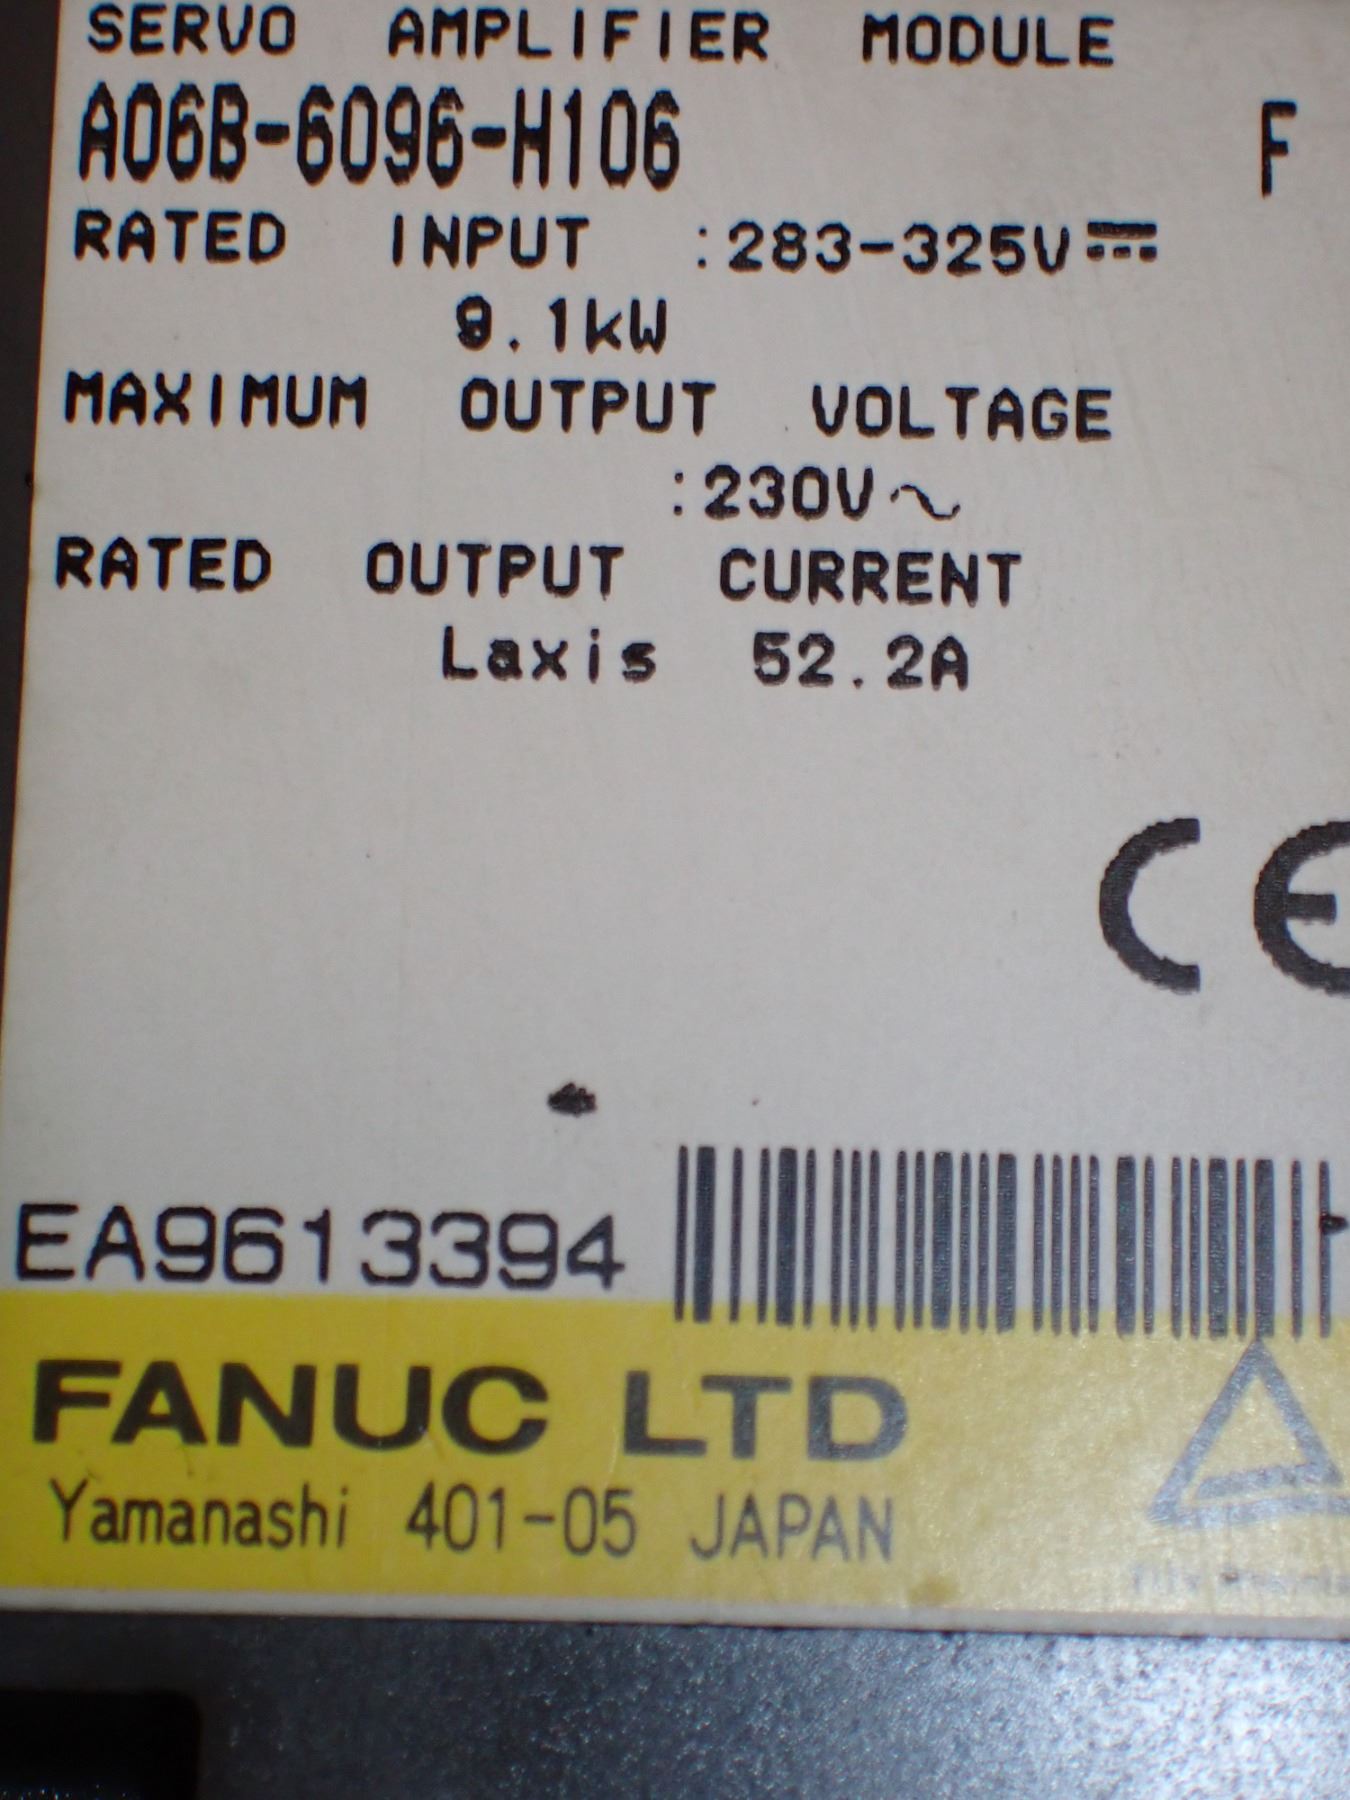 SERVO AMPLIFIER MODULE
A06B-6096-H106 F
RATED INPUT :283-325V⎓
9.1kW
MAXIMUM OUTPUT VOLTAGE
:230V～
RATED OUTPUT CURRENT
Laxis 52.2A
CE
EA9613394
FANUC LTD
Yamanashi 401-05 JAPAN